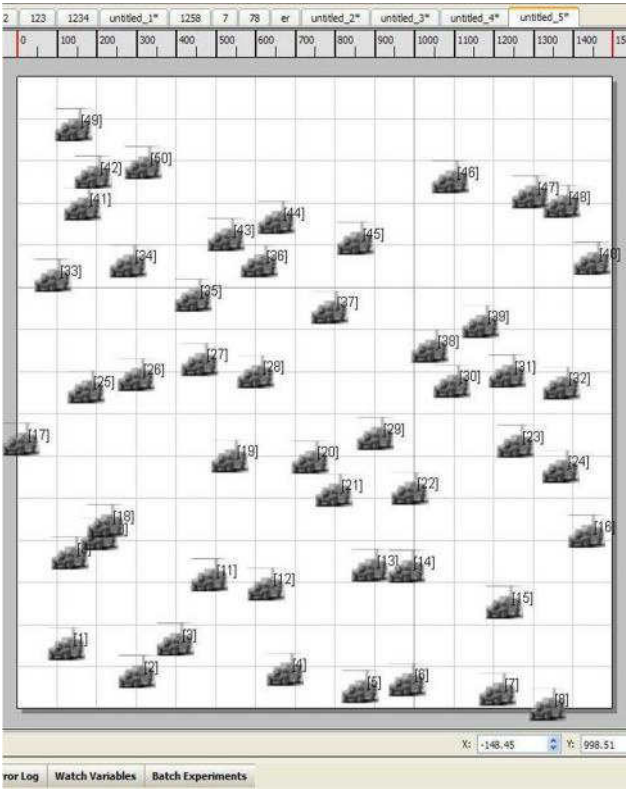 2 123 1234 untitled_1* 1258 7 78 er untitled_2* untitled_3* untitled_4* untitled_5*
0 100 200 300 400 500 600 700 800 900 1000 1100 1200 1300 1400 15
[49]
[42] [50]
[46]
[41]
[47] [48]
[43] [44] [45]
[33] [34] [36] [40]
[35] [37]
[39]
[38]
[25] [26] [27] [28] [30] [31] [32]
[17] [19] [20] [29] [23]
[24]
[21] [22]
[18] [16]
[11] [12] [13] [14]
[15]
[1] [3]
[2] [4] [5] [6] [7] [8]
X: -148.45 Y: 998.51
ror Log Watch Variables Batch Experiments